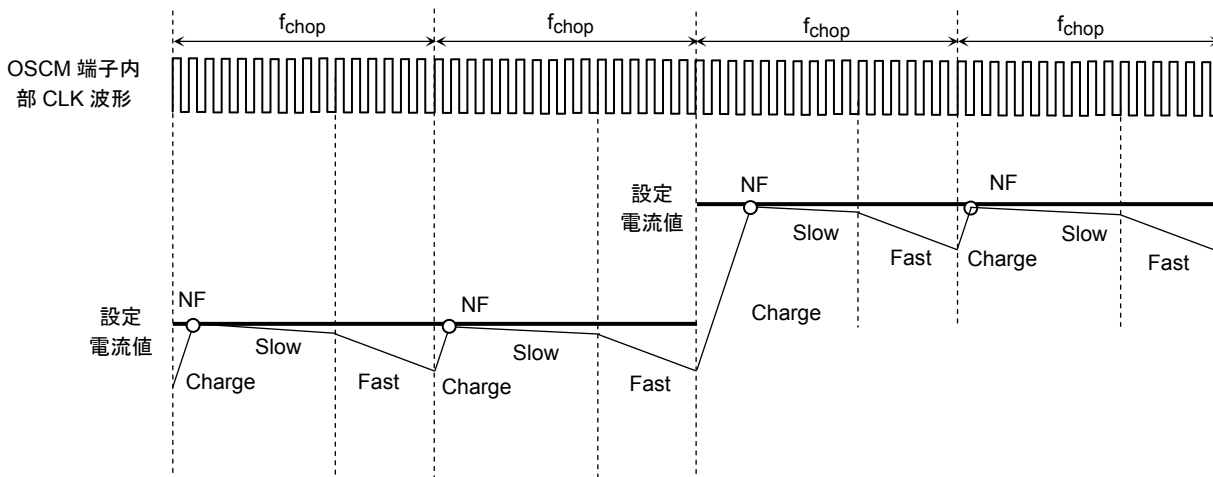 fchop
fchop
fchop
fchop
OSCM 端子内
部 CLK 波形
設定
電流値
NF
NF
Slow
Slow
Fast
Charge
Fast
Charge
設定
電流値
NF
NF
Slow
Slow
Charge
Fast
Charge
Fast